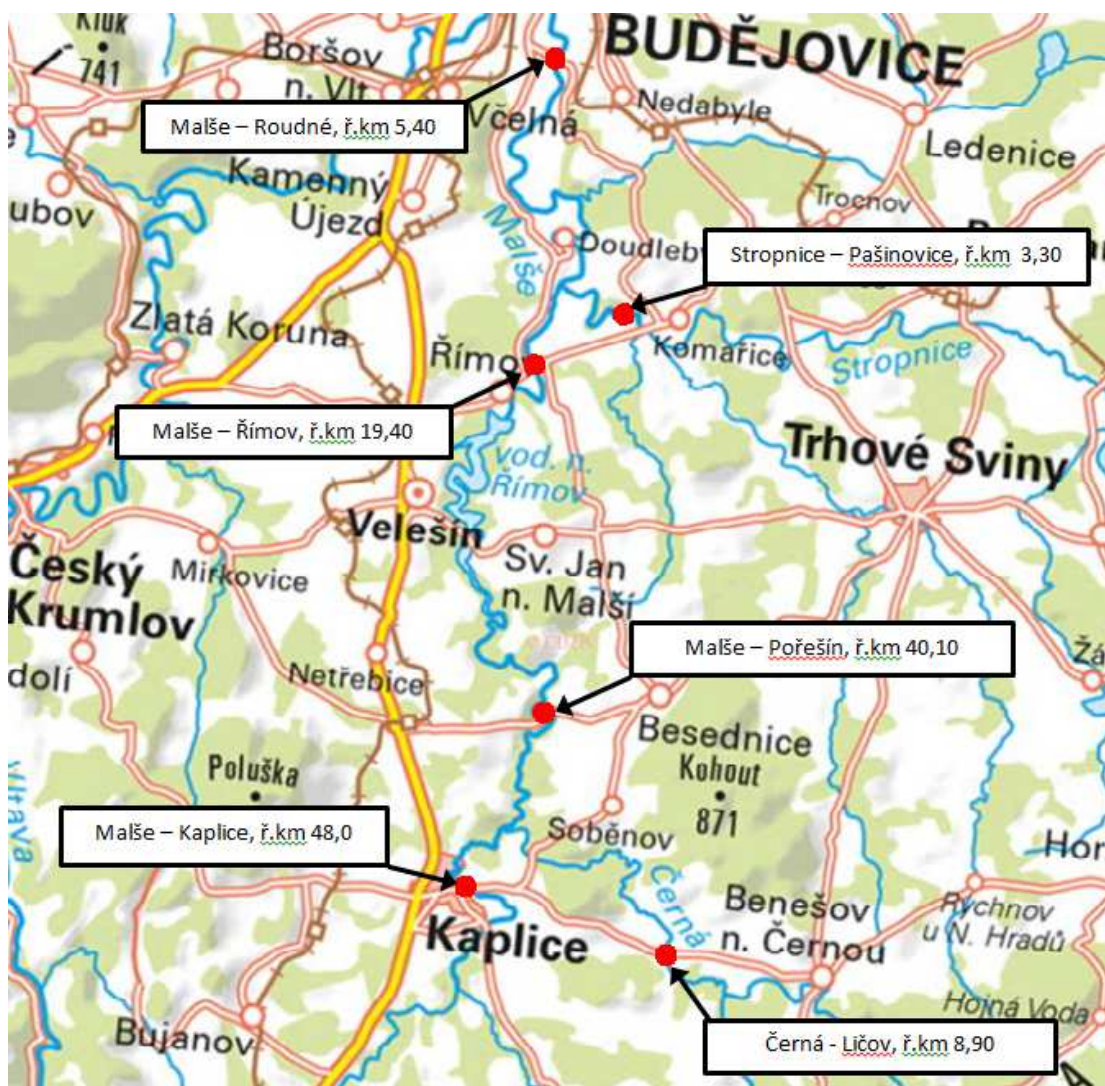 Kluk
741
Boršov
n. Vlt.
BUDĚJOVICE
Malše – Roudné, ř.km 5,40
Včelná
Nedabyle
Ledenice
Kamenný
Újezd
ubov
Trocnov
Malše
Doudleby
Stropnice – Pašinovice, ř.km 3,30
Zlatá Koruna
Římov
Komařice
Stropnice
Malše – Římov, ř.km 19,40
vod. n.
Římov
Trhové Sviny
Velešín
Český
Krumlov
Mirkovice
Sv. Jan
n. Malší
Malše – Pořešín, ř.km 40,10
dolí
Netřebice
Žá
Besednice
Poluška
Kohout
871
Vltava
Malše – Kaplice, ř.km 48,0
Soběnov
Hor
Černá
Benešov
n. Černou
Rychnov
u N. Hradů
Kaplice
Hojná Voda
Bujanov
Černá - Ličov, ř.km 8,90